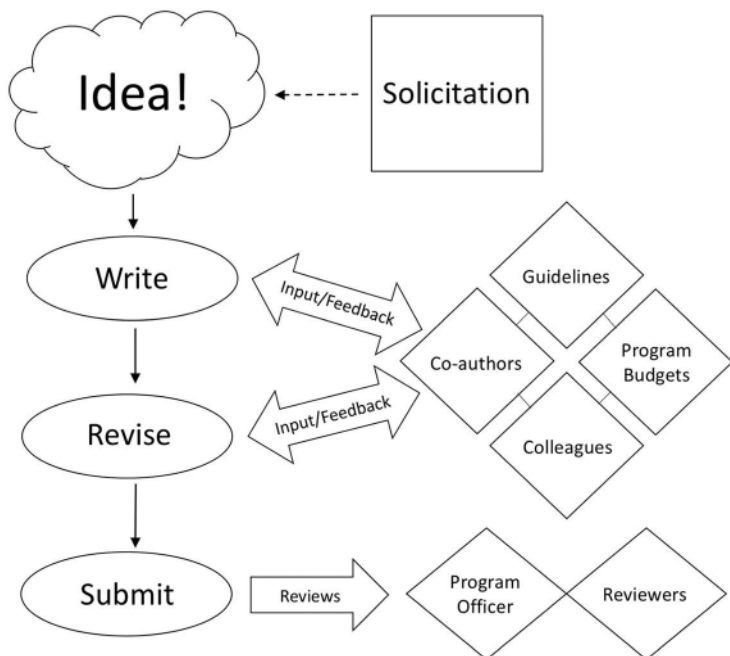 Idea!
Solicitation
Write
Input/Feedback
Guidelines
Co-authors
Program
Budgets
Revise
Input/Feedback
Colleagues
Submit
Reviews
Program
Officer
Reviewers